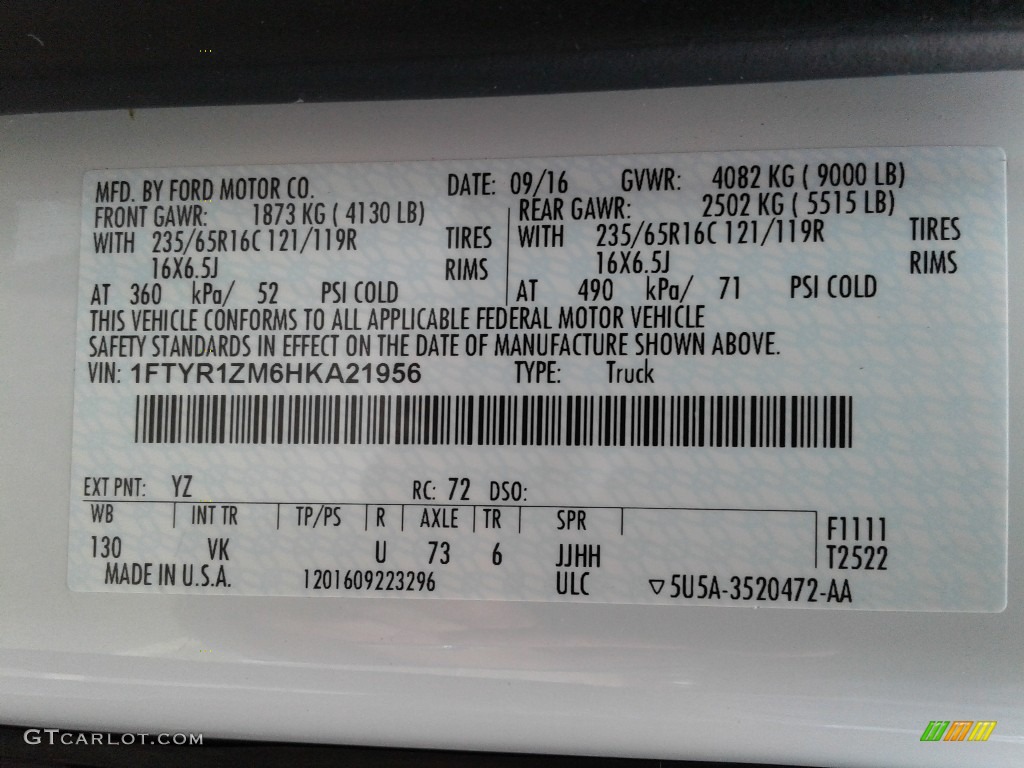 MFD. BY FORD MOTOR CO. DATE: 09/16 GVWR: 4082 KG ( 9000 LB)
FRONT GAWR: 1873 KG ( 4130 LB) REAR GAWR: 2502 KG ( 5515 LB)
WITH 235/65R16C 121/119R TIRES WITH 235/65R16C 121/119R TIRES
16X6.5J RIMS 16X6.5J RIMS
AT 360 kPa/ 52 PSI COLD AT 490 kPa/ 71 PSI COLD
THIS VEHICLE CONFORMS TO ALL APPLICABLE FEDERAL MOTOR VEHICLE
SAFETY STANDARDS IN EFFECT ON THE DATE OF MANUFACTURE SHOWN ABOVE.
VIN: 1FTYR1ZM6HKA21956 TYPE: Truck
EXT PNT: YZ RC: 72 DSO:
WB INT TR TP/PS R AXLE TR SPR F1111
130 VK U 73 6 JJHH T2522
MADE IN U.S.A. 1201609223296 ULC ▽5U5A-3520472-AA
GTCARLOT.COM